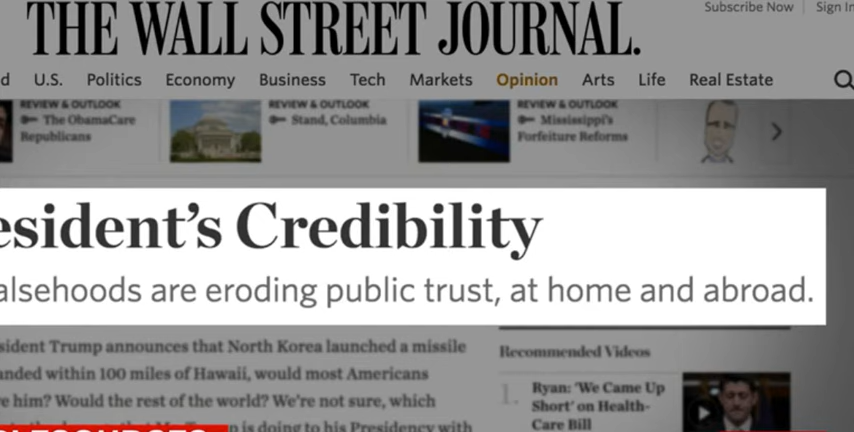 Subscribe Now
Sign In
THE WALL STREET JOURNAL.
U.S. Politics Economy Business Tech Markets Opinion Arts Life Real Estate
REVIEW & OUTLOOK
The ObamaCare
Republicans
REVIEW & OUTLOOK
Stand, Columbia
REVIEW & OUTLOOK
Mississippi's
Forfeiture Reforms
esident's Credibility
alsehoods are eroding public trust, at home and abroad.
sident Trump announces that North Korea launched a missile
anded within 100 miles of Hawaii, would most Americans
e him? Would the rest of the world? We're not sure, which
p is doing to his Presidency with
Recommended Videos
1.
Ryan: 'We Came Up
Short' on Health-
Care Bill